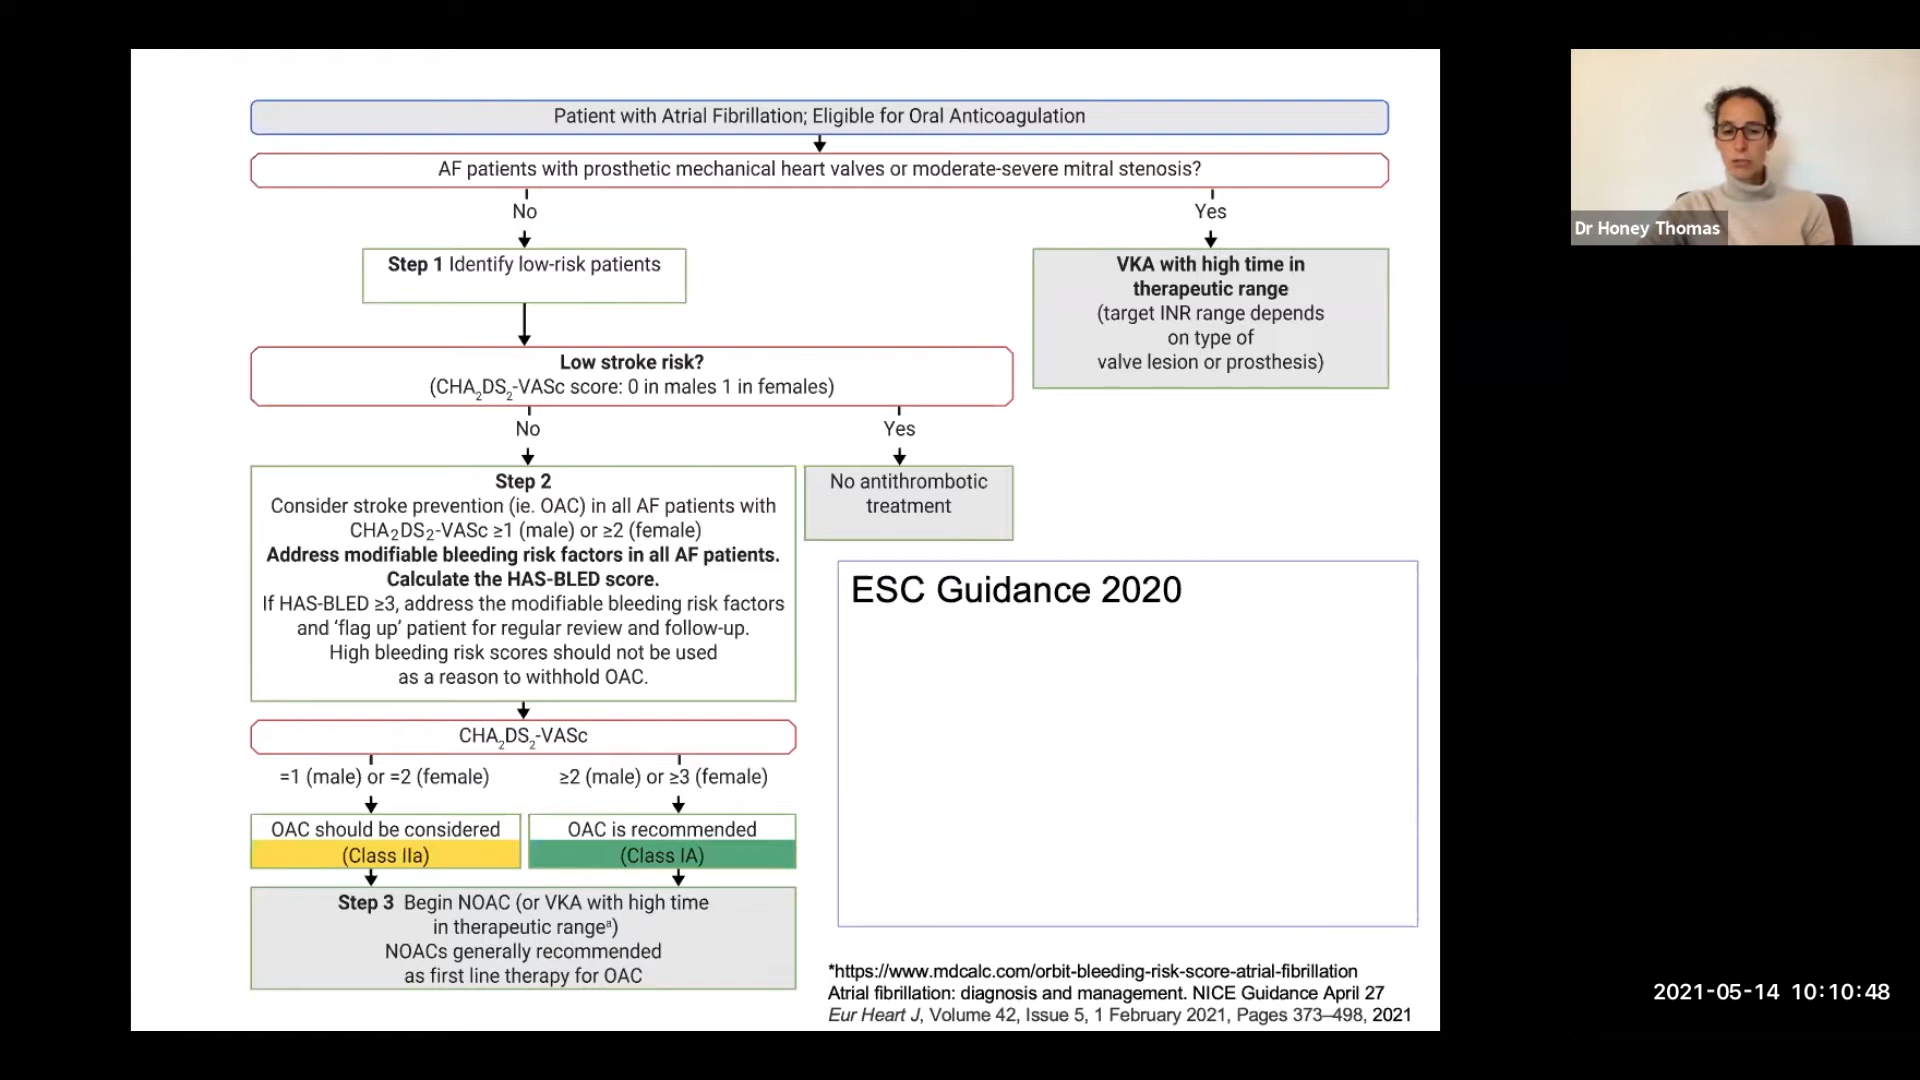 Patient with Atrial Fibrillation; Eligible for Oral Anticoagulation
AF patients with prosthetic mechanical heart valves or moderate-severe mitral stenosis?
No
Yes
Step 1 Identify low-risk patients
VKA with high time in
therapeutic range
(target INR range depends
on type of
valve lesion or prosthesis)
Low stroke risk?
(CHA₂DS₂-VASc score: 0 in males 1 in females)
No
Yes
Step 2
Consider stroke prevention (ie. OAC) in all AF patients with
CHA₂DS₂-VASc ≥1 (male) or ≥2 (female)
Address modifiable bleeding risk factors in all AF patients.
Calculate the HAS-BLED score.
If HAS-BLED ≥3, address the modifiable bleeding risk factors
and ‘flag up’ patient for regular review and follow-up.
High bleeding risk scores should not be used
as a reason to withhold OAC.
No antithrombotic
treatment
ESC Guidance 2020
CHA₂DS₂-VASc
=1 (male) or =2 (female)
≥2 (male) or ≥3 (female)
OAC should be considered
(Class IIa)
OAC is recommended
(Class IA)
Step 3 Begin NOAC (or VKA with high time
in therapeutic rangeᵃ)
NOACs generally recommended
as first line therapy for OAC
*https://www.mdcalc.com/orbit-bleeding-risk-score-atrial-fibrillation
Atrial fibrillation: diagnosis and management. NICE Guidance April 27
Eur Heart J, Volume 42, Issue 5, 1 February 2021, Pages 373–498, 2021
Dr Honey Thomas
2021-05-14 10:10:48